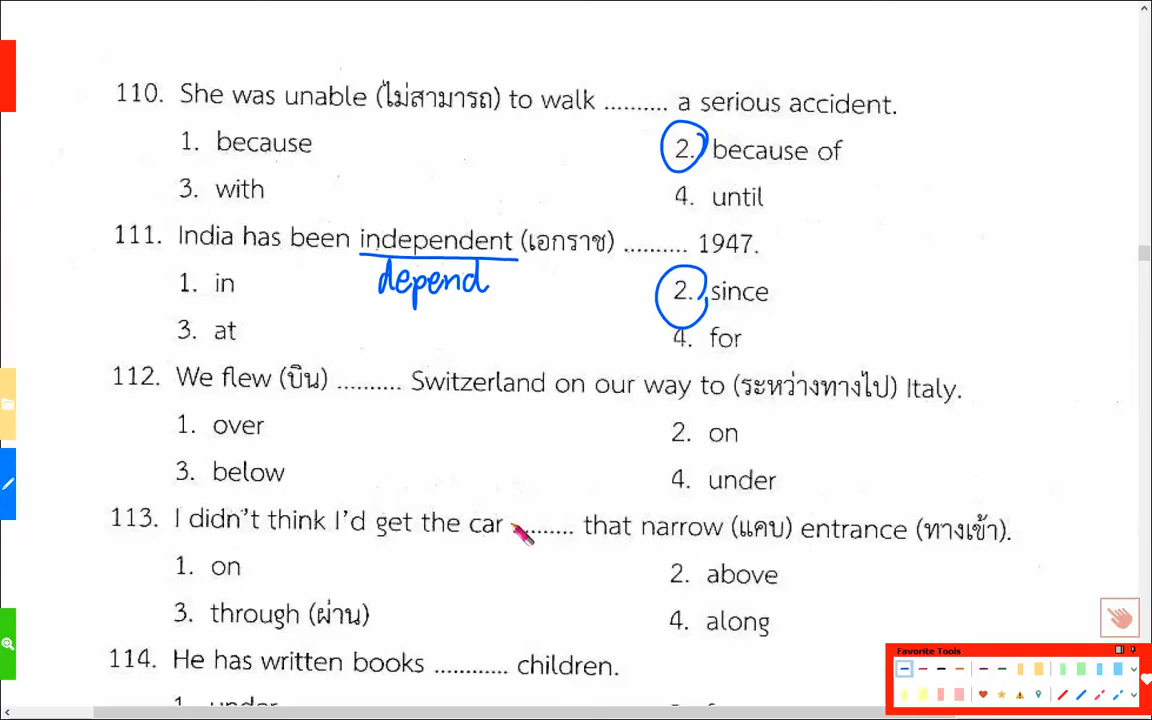 110. She was unable (ไม่สามารถ) to walk .......... a serious accident.
1. because 2. because of
3. with 4. until
111. India has been independent (เอกราช) .......... 1947.
depend
1. in 2. since
3. at 4. for
112. We flew (บิน) .......... Switzerland on our way to (ระหว่างทางไป) Italy.
1. over 2. on
3. below 4. under
113. I didn't think I'd get the car ........ that narrow (แคบ) entrance (ทางเข้า).
1. on 2. above
3. through (ผ่าน) 4. along
114. He has written books ............ children.
Favorite Tools